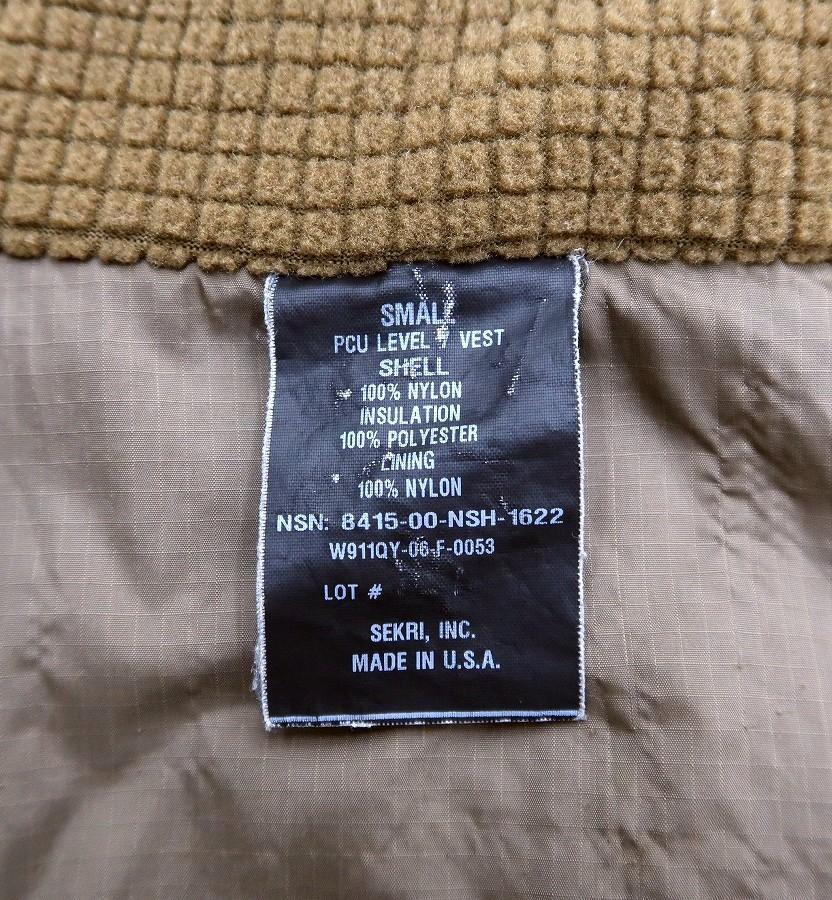 SMALL
PCU LEVEL VEST
SHELL
100% NYLON
INSULATION
100% POLYESTER
LINING
100% NYLON
NSN: 8415-00-NSH-1622
W911QY-06-F-0053
LOT #
SEKRI, INC.
MADE IN U.S.A.